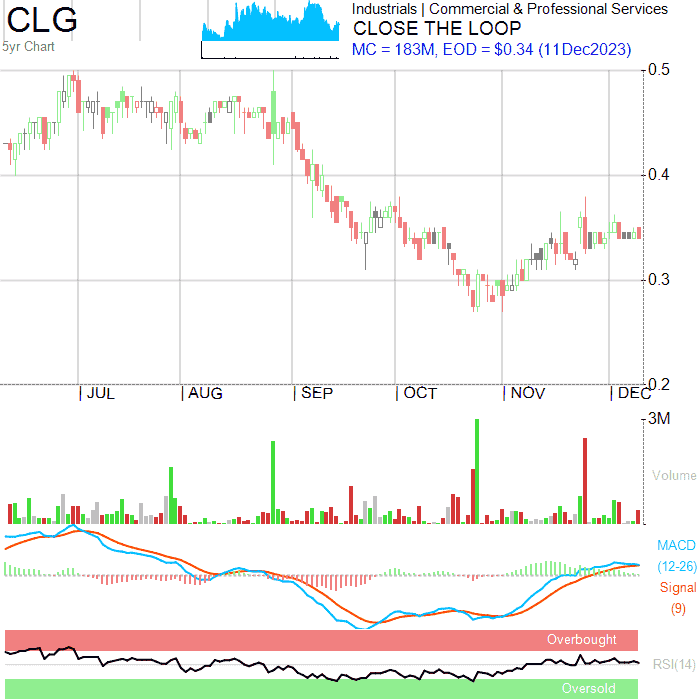 CLG
5yr Chart
Industrials | Commercial & Professional Services
CLOSE THE LOOP
MC = 183M, EOD = $0.34 (11Dec2023)
0.5
0.4
0.3
0.2
| JUL | AUG | SEP | OCT | NOV | DEC
3M
Volume
MACD
(12-26)
Signal
(9)
Overbought
RSI(14)
Oversold